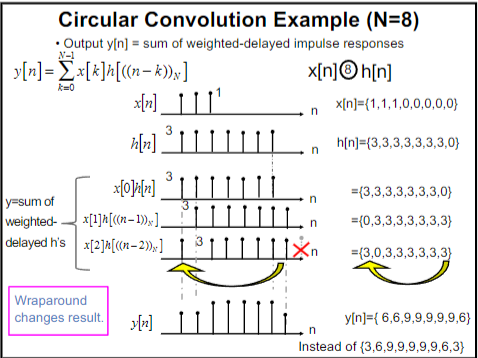 Circular Convolution Example (N=8)
• Output y[n] = sum of weighted-delayed impulse responses
y[n] = \sum_{k=0}^{N-1} x[k]h[((n-k))_N]
x[n]⑧h[n]
x[n] 1 n x[n]={1,1,1,0,0,0,0,0}
h[n] 3 n h[n]={3,3,3,3,3,3,3,0}
x[0]h[n] 3 n ={3,3,3,3,3,3,3,0}
y=sum of
weighted-
delayed h's
x[1]h[((n-1))_N] 3 n ={0,3,3,3,3,3,3,3}
x[2]h[((n-2))_N] 3 n ={3,0,3,3,3,3,3,3}
Wraparound
changes result.
y[n] n y[n]={ 6,6,9,9,9,9,9,6}
Instead of {3,6,9,9,9,9,9,6,3}